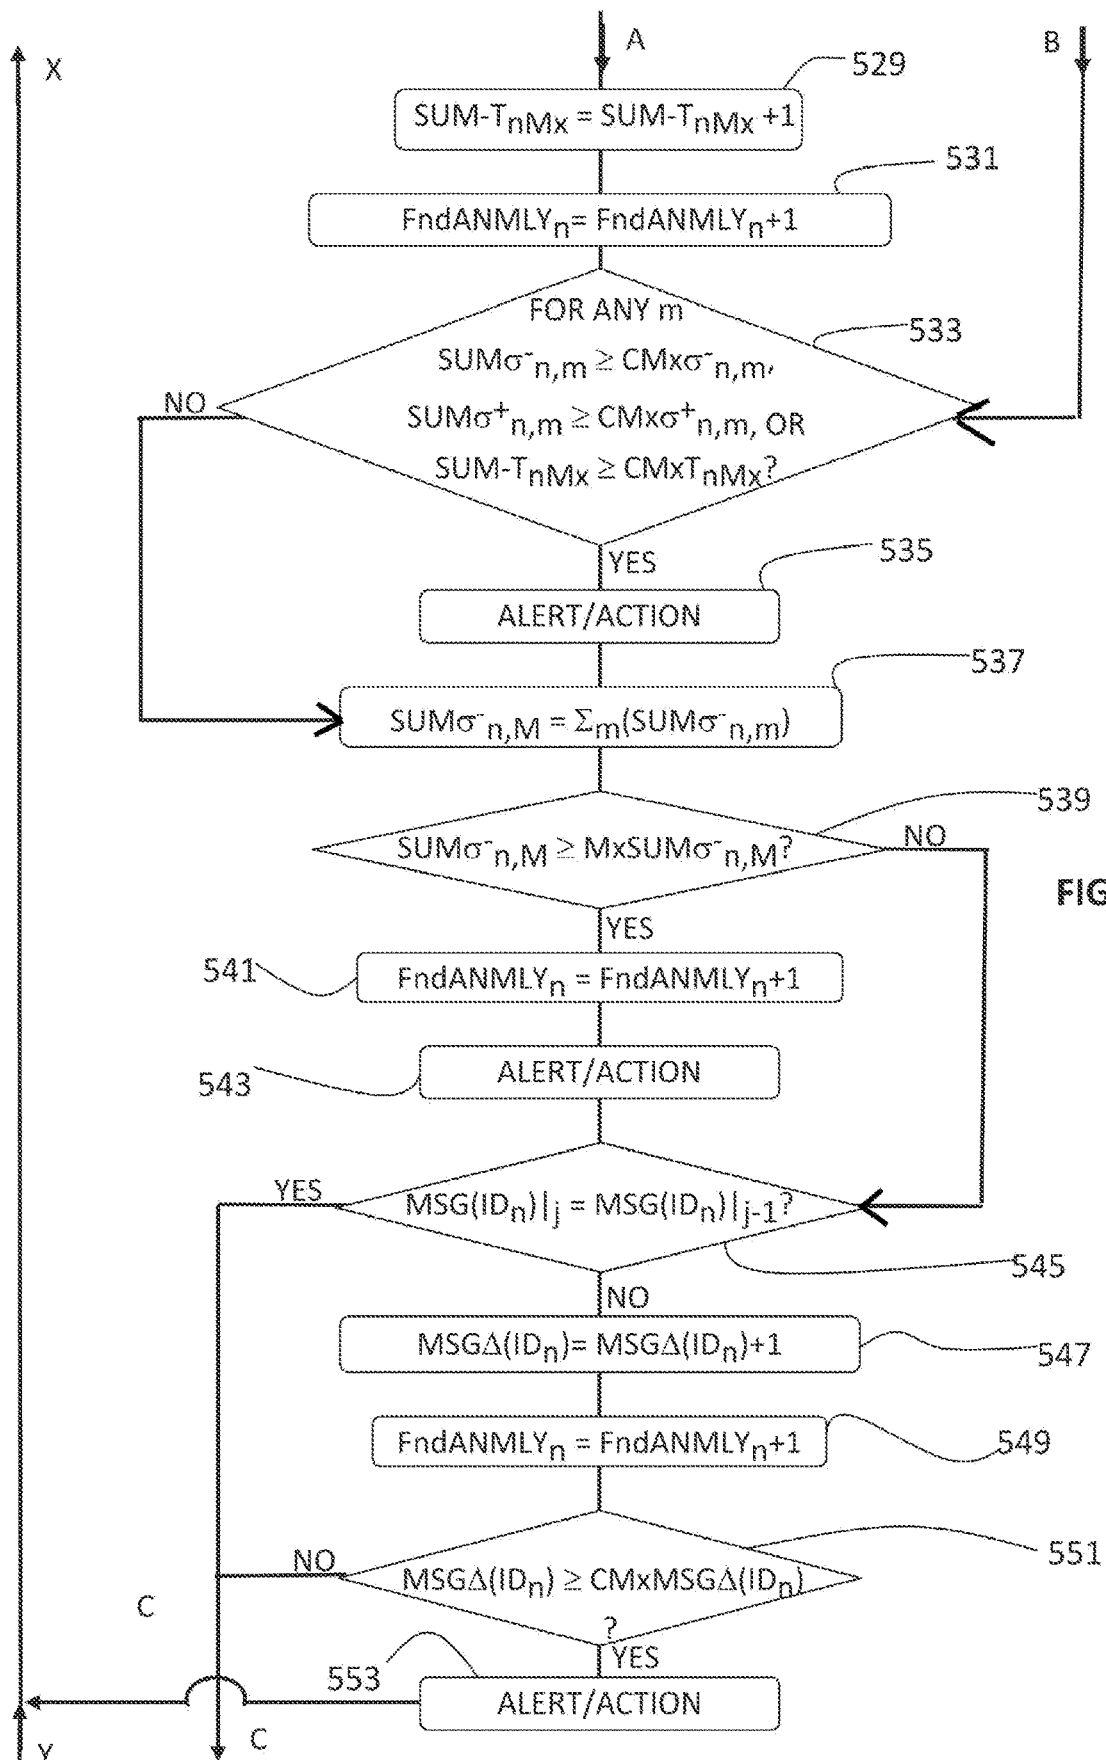 X
A
B
529
SUM-TnMx = SUM-TnMx +1
531
FndANMLYn= FndANMLYn+1
533
FOR ANY m
SUMσ-n,m ≥ CMxσ-n,m,
NO
SUMσ+n,m ≥ CMxσ+n,m, OR
SUM-TnMx ≥ CMxTnMx?
YES
535
ALERT/ACTION
537
SUMσ-n,M = Σm(SUMσ-n,m)
539
SUMσ-n,M ≥ MxSUMσ-n,M?
NO
FIG
YES
541
FndANMLYn = FndANMLYn+1
543
ALERT/ACTION
YES
MSG(IDn)|j = MSG(IDn)|j-1?
545
NO
MSGΔ(IDn)= MSGΔ(IDn)+1
547
FndANMLYn = FndANMLYn+1
549
551
NO
MSGΔ(IDn) ≥ CMxMSGΔ(IDn)
?
C
YES
553
ALERT/ACTION
C
Y